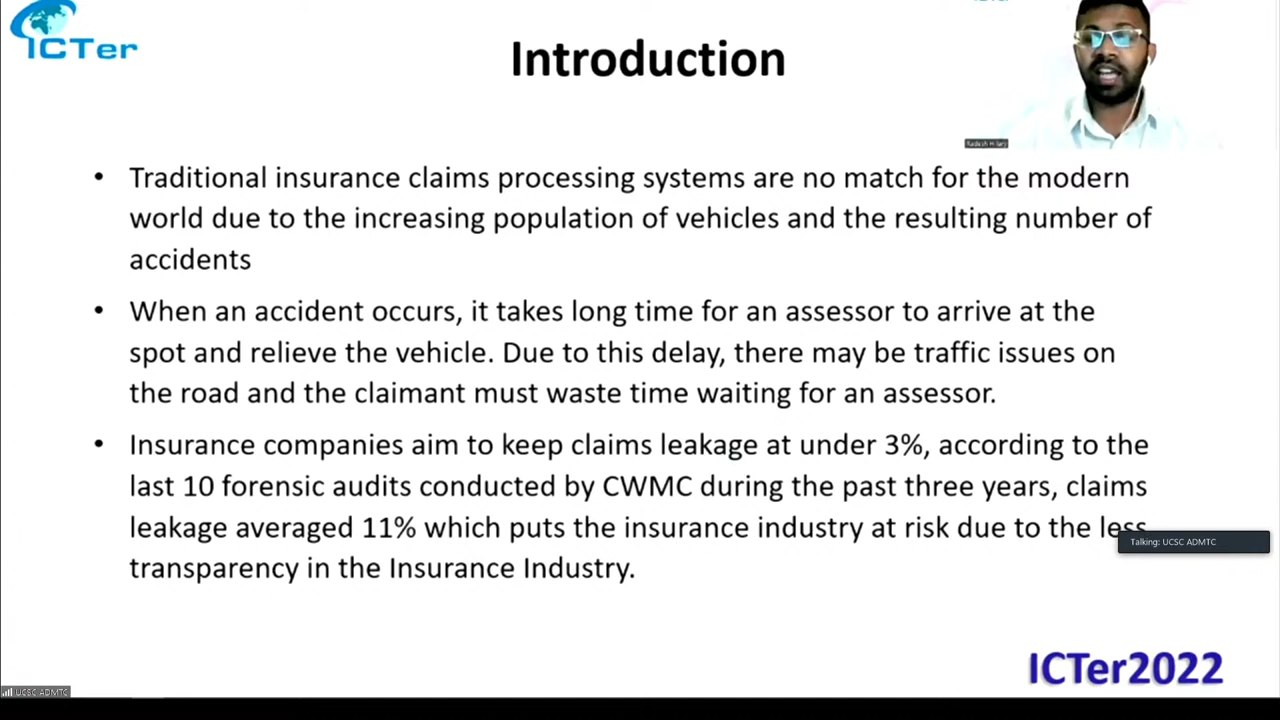 ICTer
Introduction
Traditional insurance claims processing systems are no match for the modern
world due to the increasing population of vehicles and the resulting number of
accidents
When an accident occurs, it takes long time for an assessor to arrive at the
spot and relieve the vehicle. Due to this delay, there may be traffic issues on
the road and the claimant must waste time waiting for an assessor.
Insurance companies aim to keep claims leakage at under 3%, according to the
last 10 forensic audits conducted by CWMC during the past three years, claims
leakage averaged 11% which puts the insurance industry at risk due to the less
transparency in the Insurance Industry.
Talking: UCSC ADMTC
ICTer2022
UCSC ADMTC